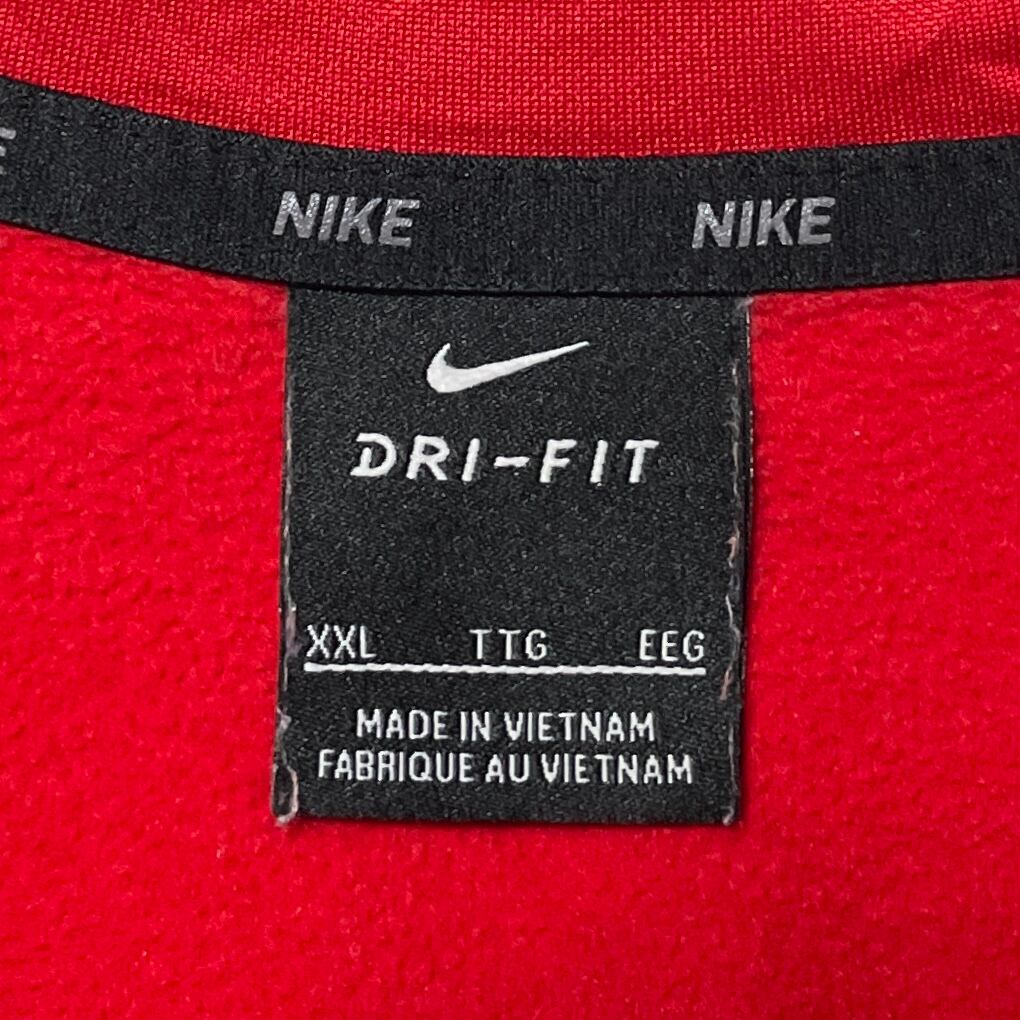 NIKE NIKE
DRI-FIT
XXL TTG EEG
MADE IN VIETNAM
FABRIQUE AU VIETNAM